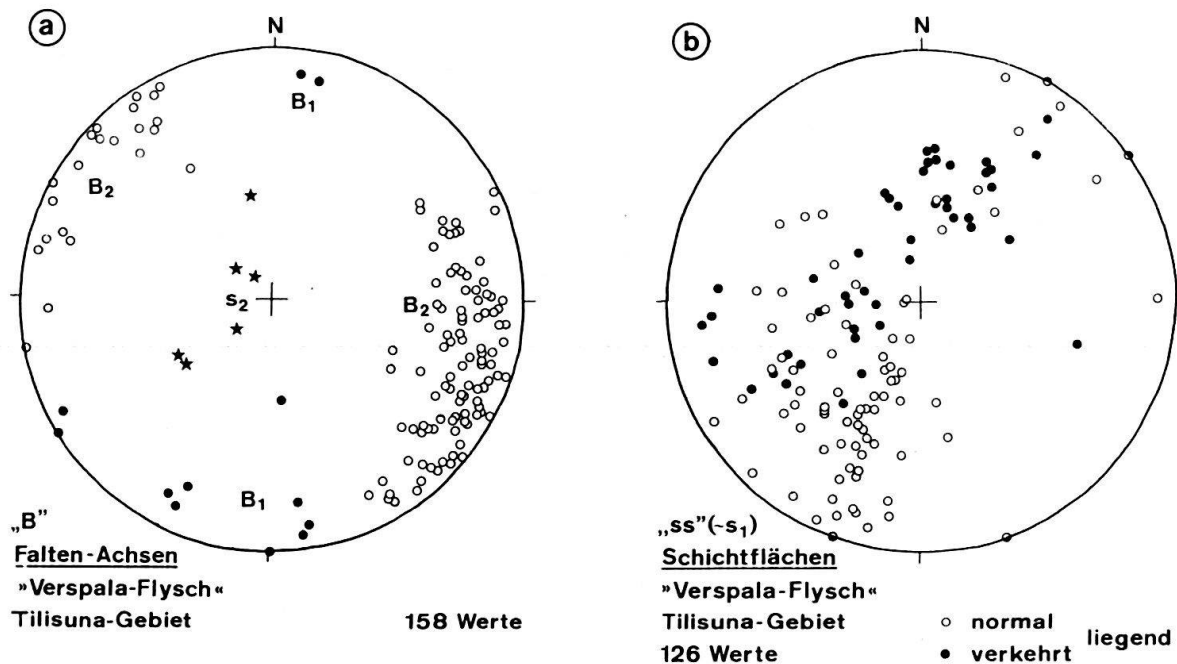 a
N
B1
B2
s2
B2
B1
„B"
Falten-Achsen
»Verspala-Flysch«
Tilisuna-Gebiet
158 Werte
b
N
„ss"(~s1)
Schichtflächen
»Verspala-Flysch«
Tilisuna-Gebiet
126 Werte
○ normal
● verkehrt
liegend